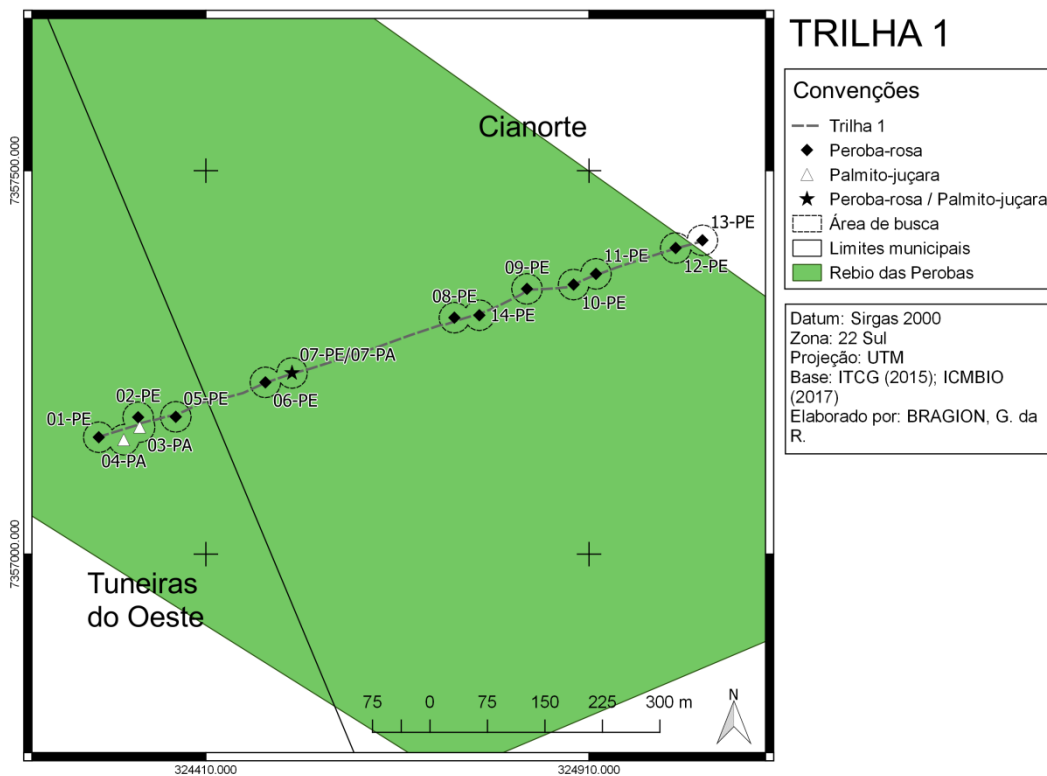 TRILHA 1
Convenções
Trilha 1
Peroba-rosa
Palmito-juçara
Peroba-rosa / Palmito-juçara
Área de busca
Limites municipais
Rebio das Perobas
Datum: Sirgas 2000
Zona: 22 Sul
Projeção: UTM
Base: ITCG (2015); ICMBIO
(2017)
Elaborado por: BRAGION, G. da
R.
Cianorte
7357500.000
13-PE
12-PE
11-PE
09-PE
10-PE
08-PE
14-PE
07-PE/07-PA
06-PE
02-PE
05-PE
01-PE
03-PA
04-PA
7357000.000
Tuneiras
do Oeste
75 0 75 150 225 300 m
N
324410.000
324910.000